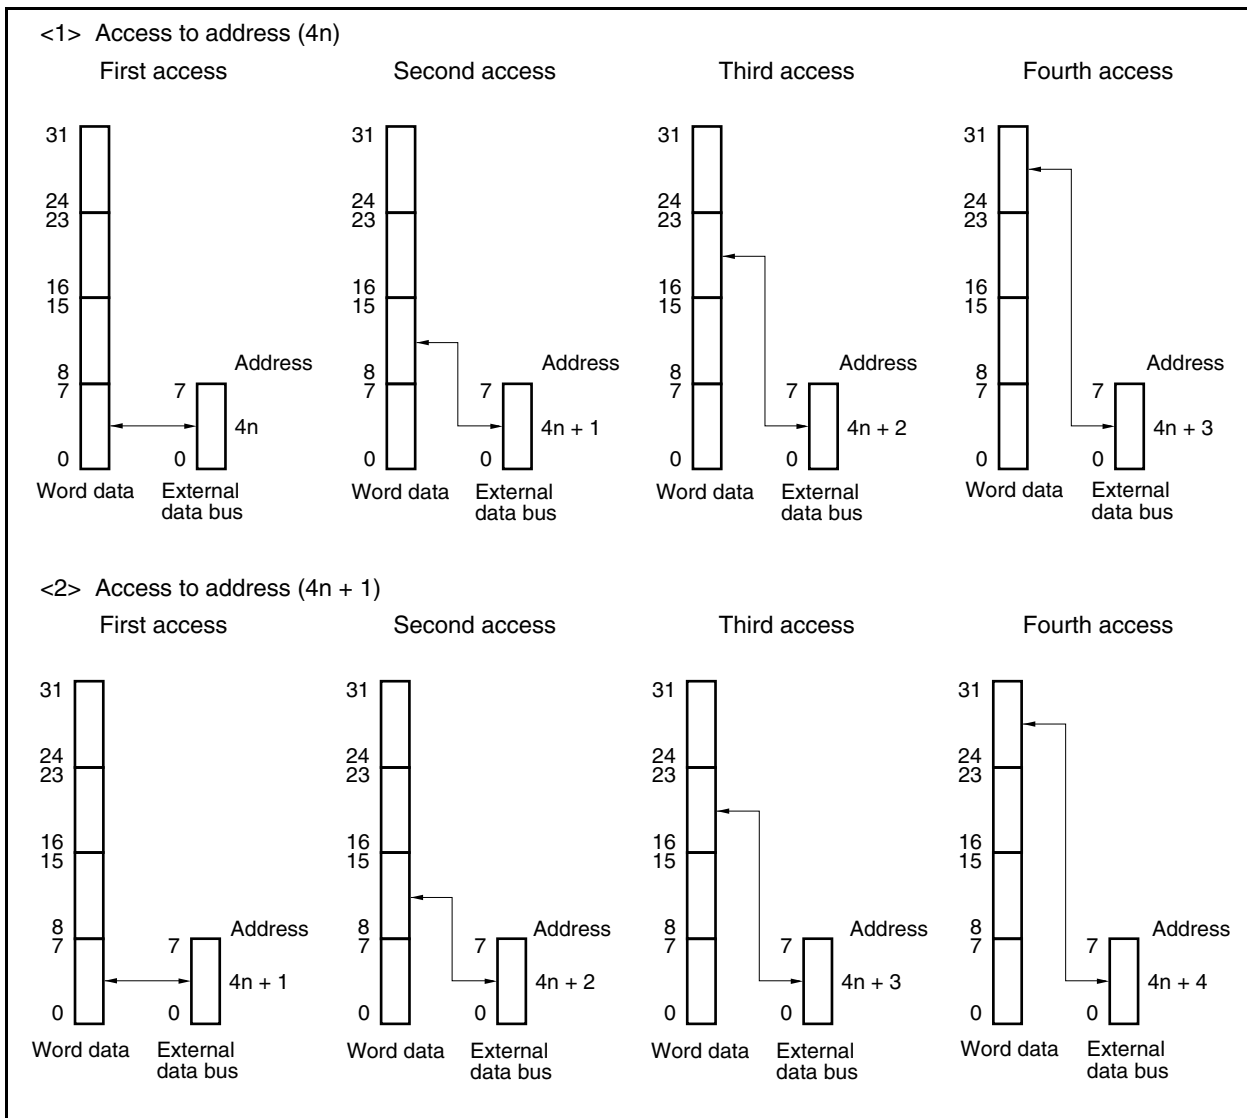 <1> Access to address (4n)
First access
Second access
Third access
Fourth access
31
31
31
31
24
24
24
24
23
23
23
23
16
16
16
16
15
15
15
15
Address
Address
Address
Address
8
8
8
8
7
7
7
7
7
7
7
7
4n
4n + 1
4n + 2
4n + 3
0
0
0
0
0
0
0
0
Word data
External
data bus
Word data
External
data bus
Word data
External
data bus
Word data
External
data bus
<2> Access to address (4n + 1)
First access
Second access
Third access
Fourth access
31
31
31
31
24
24
24
24
23
23
23
23
16
16
16
16
15
15
15
15
Address
Address
Address
Address
8
8
8
8
7
7
7
7
7
7
7
7
4n + 1
4n + 2
4n + 3
4n + 4
0
0
0
0
0
0
0
0
Word data
External
data bus
Word data
External
data bus
Word data
External
data bus
Word data
External
data bus